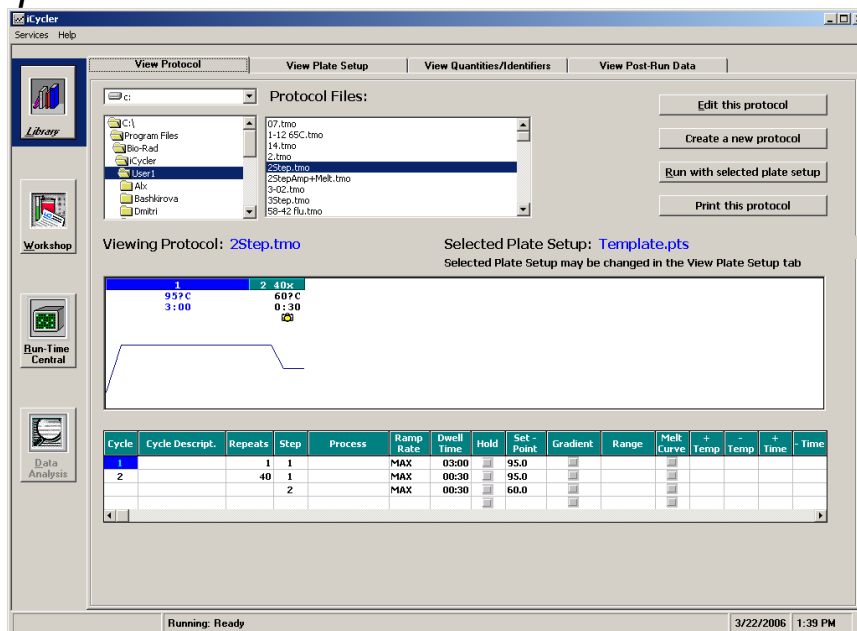 iCycler
Services Help
View Protocol View Plate Setup View Quantities/Identifiers View Post-Run Data
Library
Workshop
Run-Time
Central
Data
Analysis
c:
C:\
Program Files
Bio-Rad
iCycler
User1
Alx
Bashkirova
Dmitri
Protocol Files:
07.tmo
1-12 65C.tmo
14.tmo
2.tmo
2Step.tmo
2StepAmp+Melt.tmo
3-02.tmo
3Step.tmo
58-42 flu.tmo
Edit this protocol
Create a new protocol
Run with selected plate setup
Print this protocol
Viewing Protocol: 2Step.tmo
Selected Plate Setup: Template.pts
Selected Plate Setup may be changed in the View Plate Setup tab
1 2 40x
95?C 60?C
3:00 0:30
Cycle Cycle Descript. Repeats Step Process Ramp Rate Dwell Time Hold Set - Point Gradient Range Melt Curve + Temp - Temp + Time - Time
1 1 1 MAX 03:00 95.0
2 40 1 MAX 00:30 95.0
2 MAX 00:30 60.0
Running: Ready 3/22/2006 1:39 PM